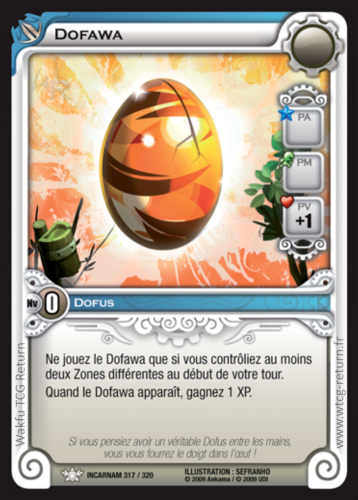 DOFAWA
PA
PM
PV
+1
Nv 0 DOFUS
Ne jouez le Dofawa que si vous contrôliez au moins
deux Zones différentes au début de votre tour.
Quand le Dofawa apparaît, gagnez 1 XP.
Si vous pensiez avoir un véritable Dofus entre les mains,
vous vous fourrez le doigt dans l'œuf !
INCARNAM 317 / 320
ILLUSTRATION : SEFRANHO
© 2009 Ankama / © 2009 UDI
Wakfu TCG Return
www.wtcg-return.fr